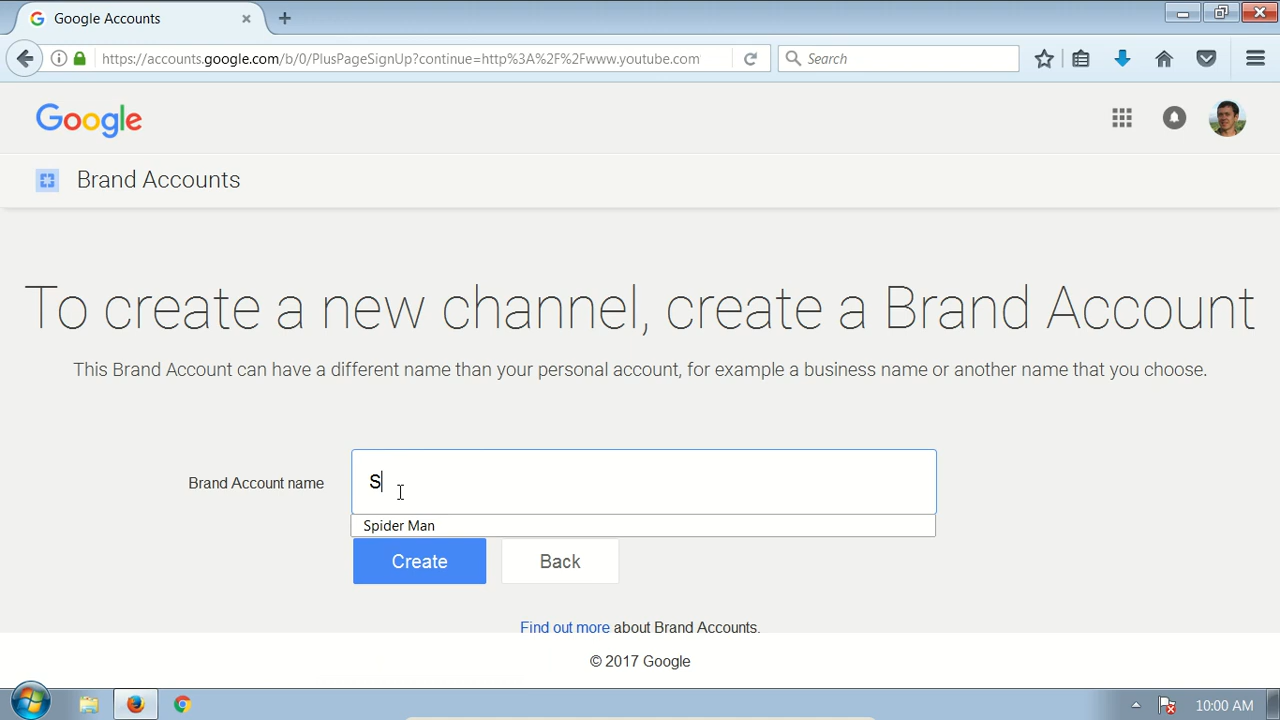 Google Accounts
https://accounts.google.com/b/0/PlusPageSignUp?continue=http%3A%2F%2Fwww.youtube.com
Search
Google
Brand Accounts
To create a new channel, create a Brand Account
This Brand Account can have a different name than your personal account, for example a business name or another name that you choose.
Brand Account name
S
Spider Man
Create
Back
Find out more about Brand Accounts.
© 2017 Google
10:00 AM